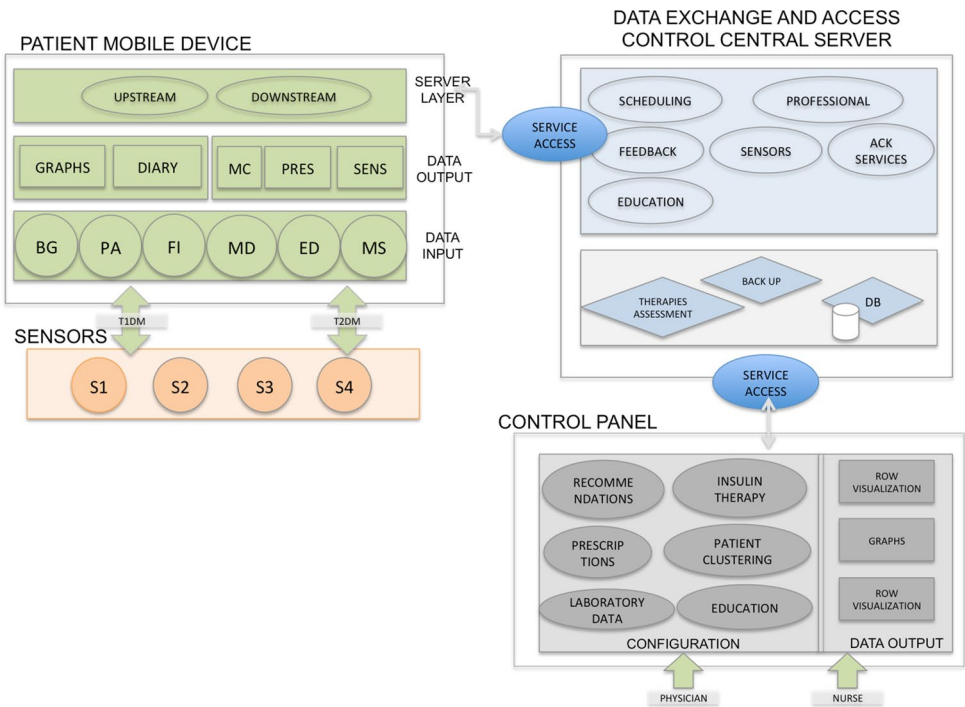 PATIENT MOBILE DEVICE
UPSTREAM
DOWNSTREAM
SERVER
LAYER
GRAPHS
DIARY
MC
PRES
SENS
DATA
OUTPUT
BG
PA
FI
MD
ED
MS
DATA
INPUT
T1DM
T2DM
SENSORS
S1
S2
S3
S4
DATA EXCHANGE AND ACCESS
CONTROL CENTRAL SERVER
SERVICE
ACCESS
SCHEDULING
PROFESSIONAL
FEEDBACK
SENSORS
ACK
SERVICES
EDUCATION
THERAPIES
ASSESSMENT
BACK UP
DB
SERVICE
ACCESS
CONTROL PANEL
RECOMME
NDATIONS
INSULIN
THERAPY
PRESCRIP
TIONS
PATIENT
CLUSTERING
LABORATORY
DATA
EDUCATION
CONFIGURATION
ROW
VISUALIZATION
GRAPHS
ROW
VISUALIZATION
DATA OUTPUT
PHYSICIAN
NURSE